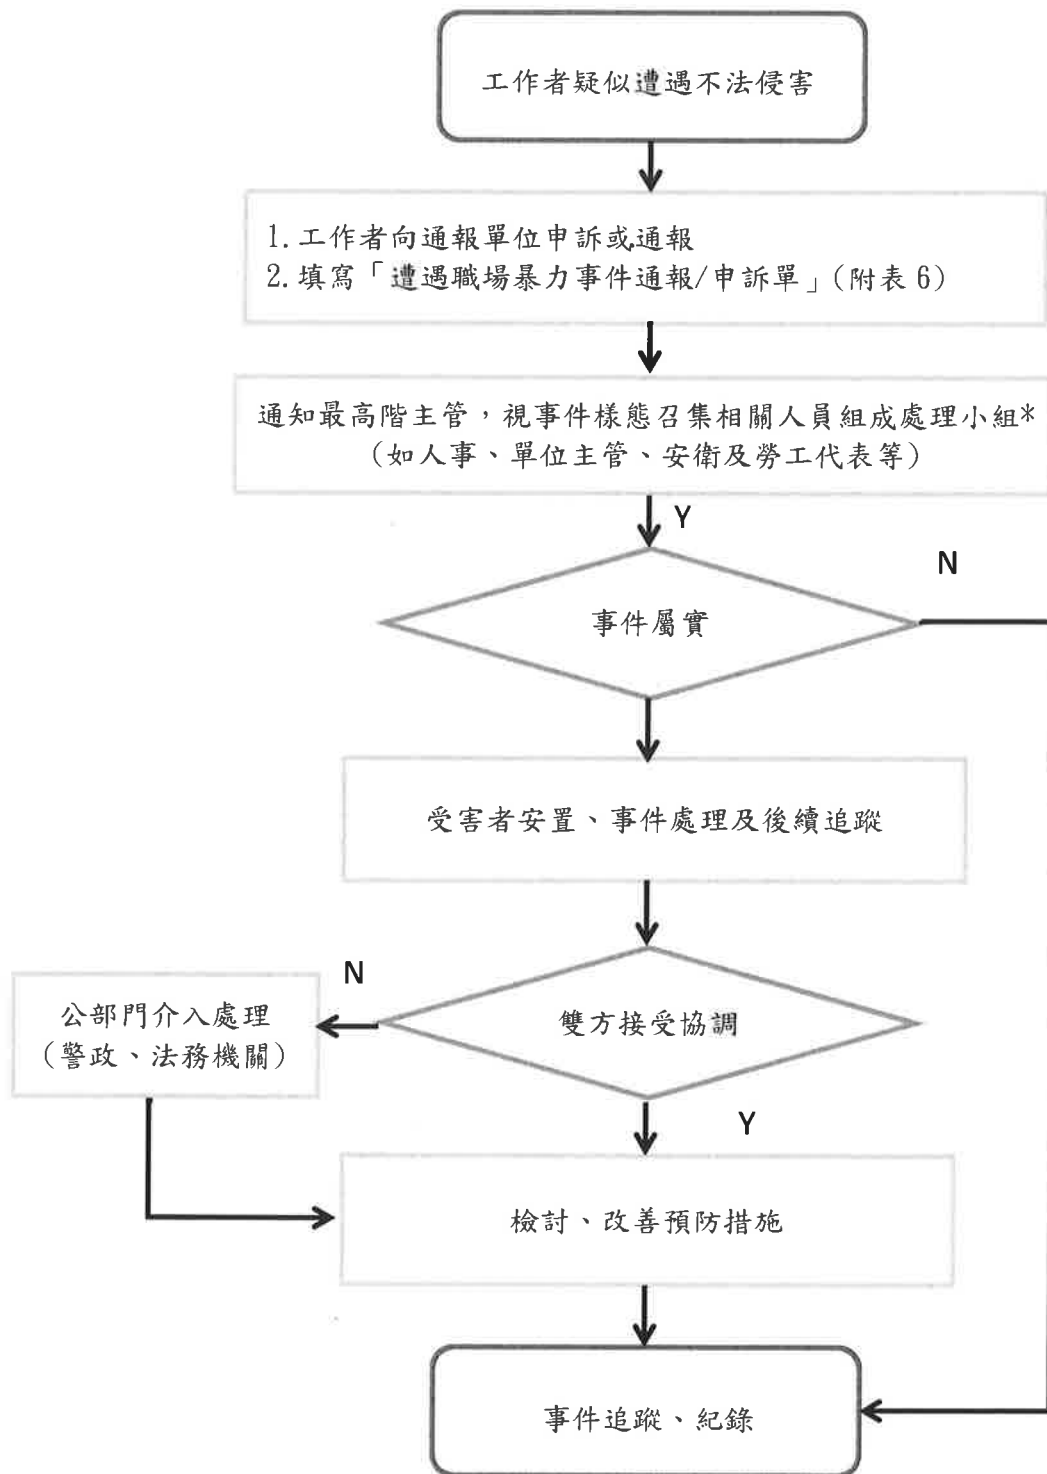 工作者疑似遭遇不法侵害
1.工作者向通報單位申訴或通報
2.填寫「遭遇職場暴力事件通報/申訴單」(附表 6)
通知最高階主管，視事件樣態召集相關人員組成處理小組*
(如人事、單位主管、安衛及勞工代表等)
Y
N
事件屬實
受害者安置、事件處理及後續追蹤
N
公部門介入處理
(警政、法務機關)
雙方接受協調
Y
檢討、改善預防措施
事件追蹤、紀錄